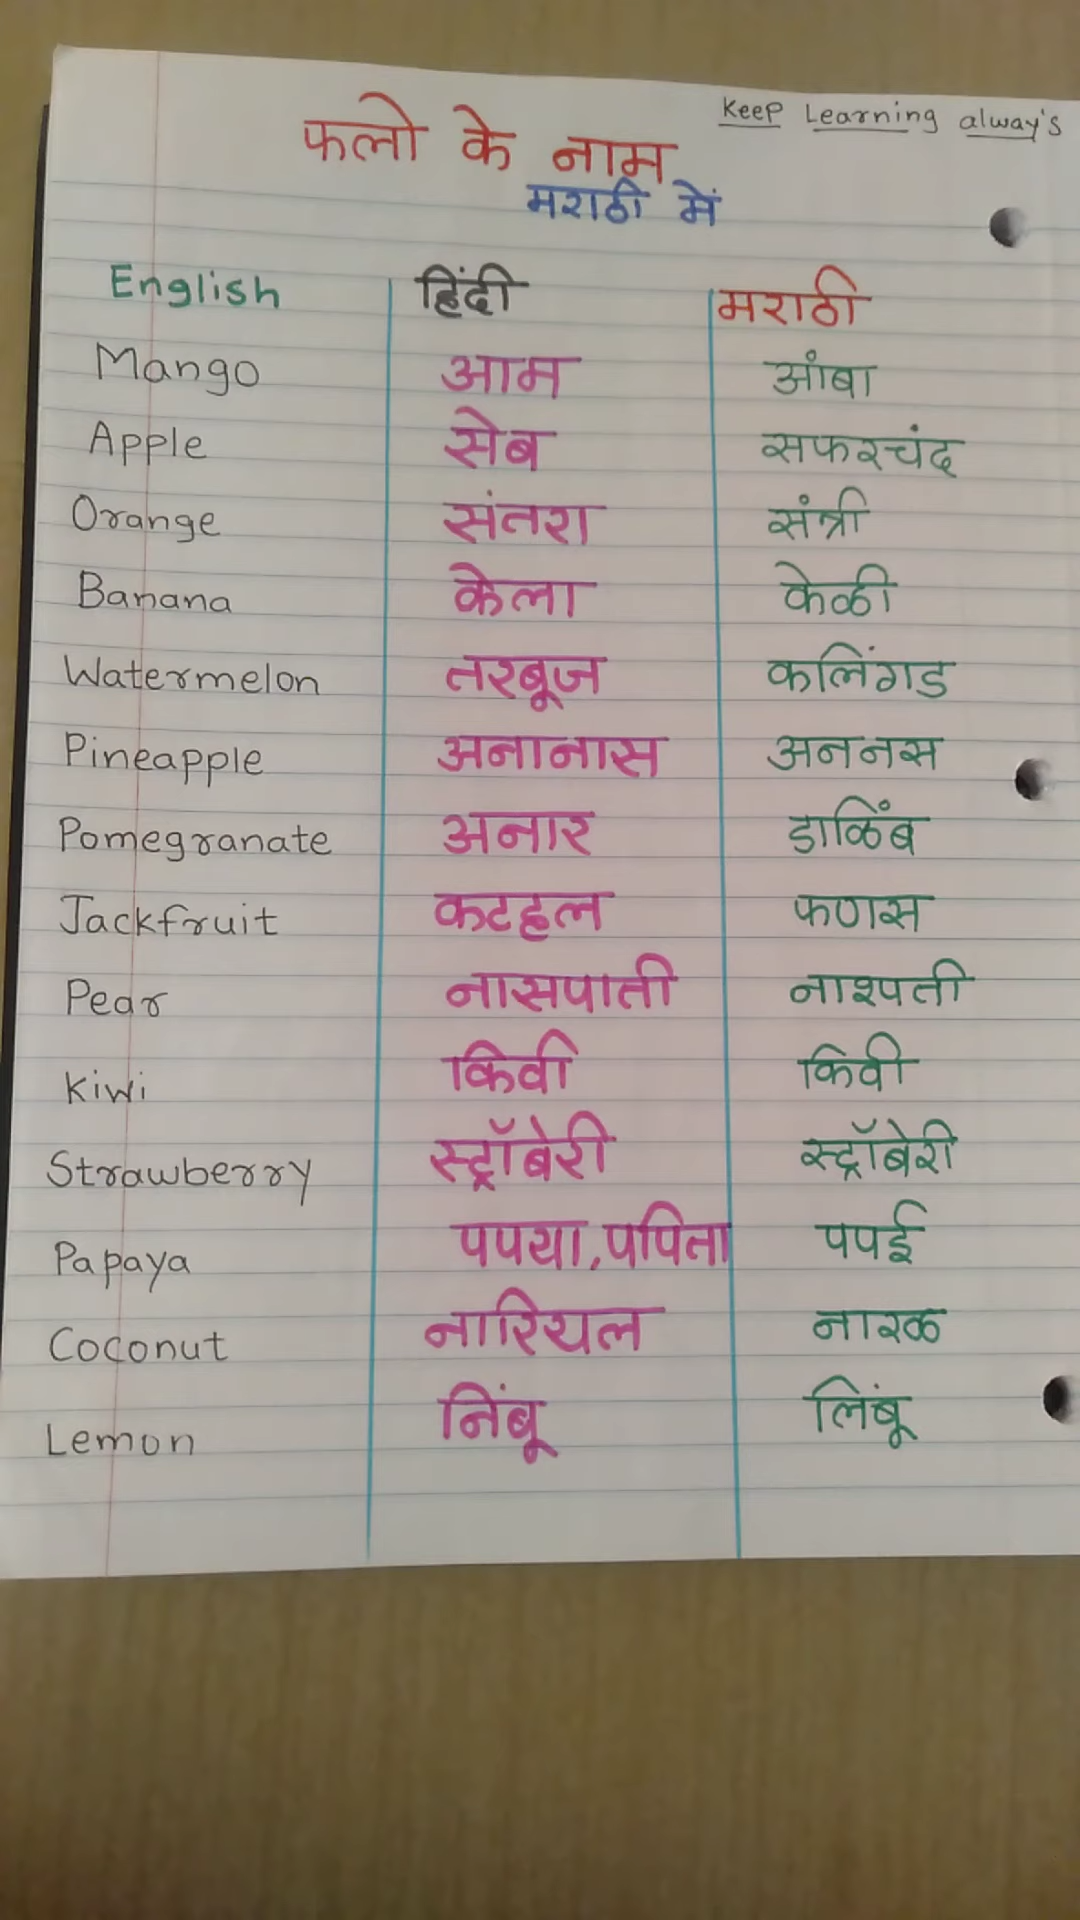 Keep Learning alway's
फलो के नाम
मराठी में
English हिंदी मराठी
Mango आम आंबा
Apple सेब सफरचंद
Orange संतरा संत्री
Banana केला केळी
Watermelon तरबूज कलिंगड
Pineapple अनानास अननस
Pomegranate अनार डाळिंब
Jackfruit कटहल फणस
Pear नासपाती नाश्पती
Kiwi किवी किवी
Strawberry स्ट्रॉबेरी स्ट्रॉबेरी
Papaya पपया, पपिता पपई
Coconut नारियल नारळ
Lemon निंबू लिंबू